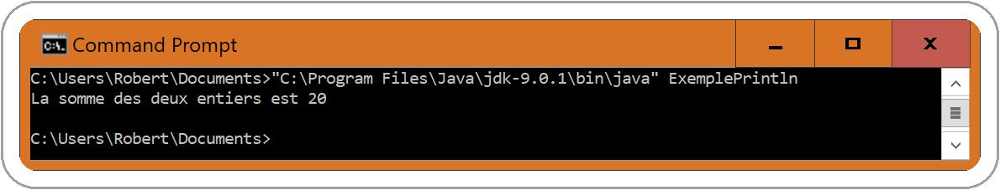 Command Prompt
C:\Users\Robert\Documents>"C:\Program Files\Java\jdk-9.0.1\bin\java" ExemplePrintln
La somme des deux entiers est 20
C:\Users\Robert\Documents>